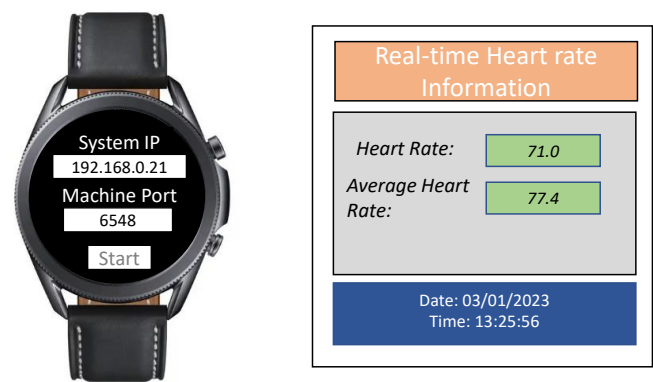 System IP
192.168.0.21
Machine Port
6548
Start
Real-time Heart rate
Information
Heart Rate:
71.0
Average Heart
Rate:
77.4
Date: 03/01/2023
Time: 13:25:56